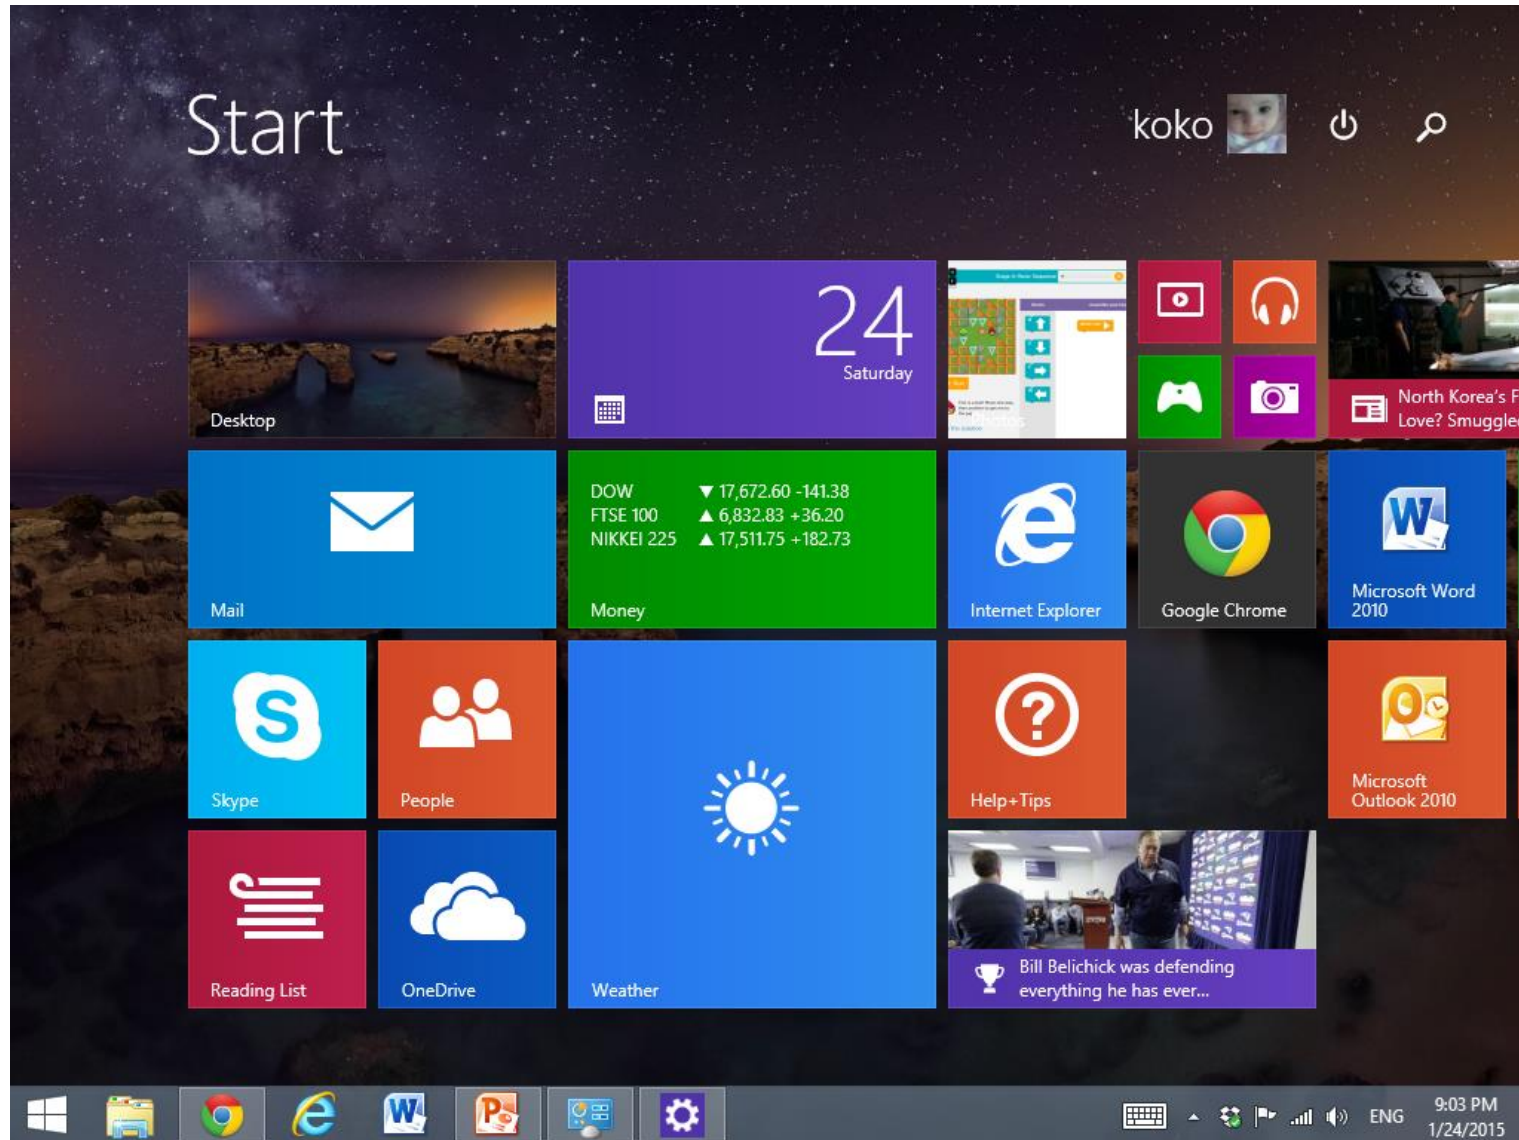 Start
koko
Desktop
24
Saturday
North Korea's F
Love? Smuggle
DOW ▼ 17,672.60 -141.38
FTSE 100 ▲ 6,832.83 +36.20
NIKKEI 225 ▲ 17,511.75 +182.73
Mail
Money
Internet Explorer
Google Chrome
Microsoft Word
2010
Skype
People
Weather
Help+Tips
Microsoft
Outlook 2010
Reading List
OneDrive
Bill Belichick was defending
everything he has ever...
ENG
9:03 PM
1/24/2015